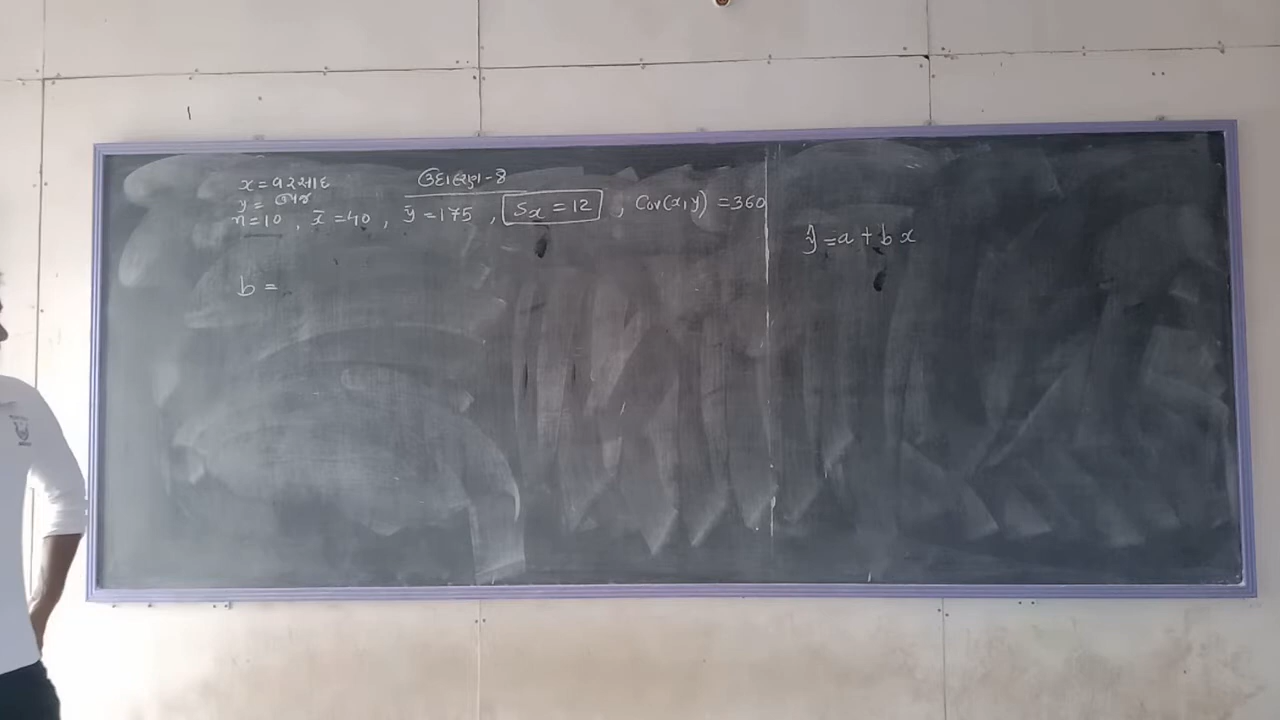 ઉદાહરણ-8
x = વરસાદ
y = ઉપજ
n = 10 , x̄ = 40 , ȳ = 175 , Sx = 12 , Cov(x,y) = 360
b =
ŷ = a + b x